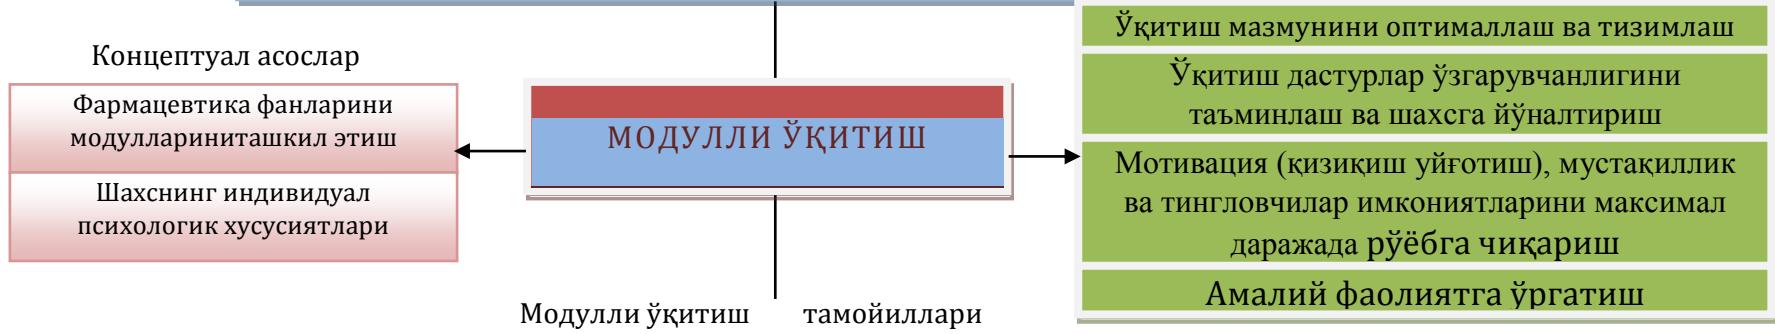 Концептуал асослар
Фармацевтика фанларини
модулллариниташкил этиш
Шахснинг индивидуал
психологик хусусиятлари
МОДУЛЛИ ЎҚИТИШ
Ўқитиш мазмунини оптималлаш ва тизимлаш
Ўқитиш дастурлар ўзгарувчанлигини
таъминлаш ва шахсга йўналтириш
Мотивация (қизиқиш уйғотиш), мустақиллик
ва тингловчилар имкониятларини максимал
даражада рўёбга чиқариш
Амалий фаолиятга ўргатиш
Модулли ўқитиш тамойиллари